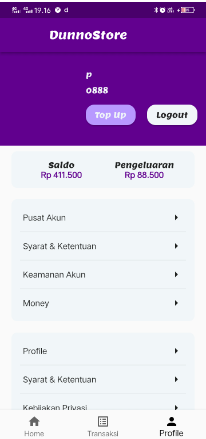 19.16
DunnoStore
p
0888
Top Up Logout
Saldo Pengeluaran
Rp 411.500 Rp 88.500
Pusat Akun
Syarat & Ketentuan
Keamanan Akun
Money
Profile
Syarat & Ketentuan
Kebijakan Privasi
Home Transaksi Profile